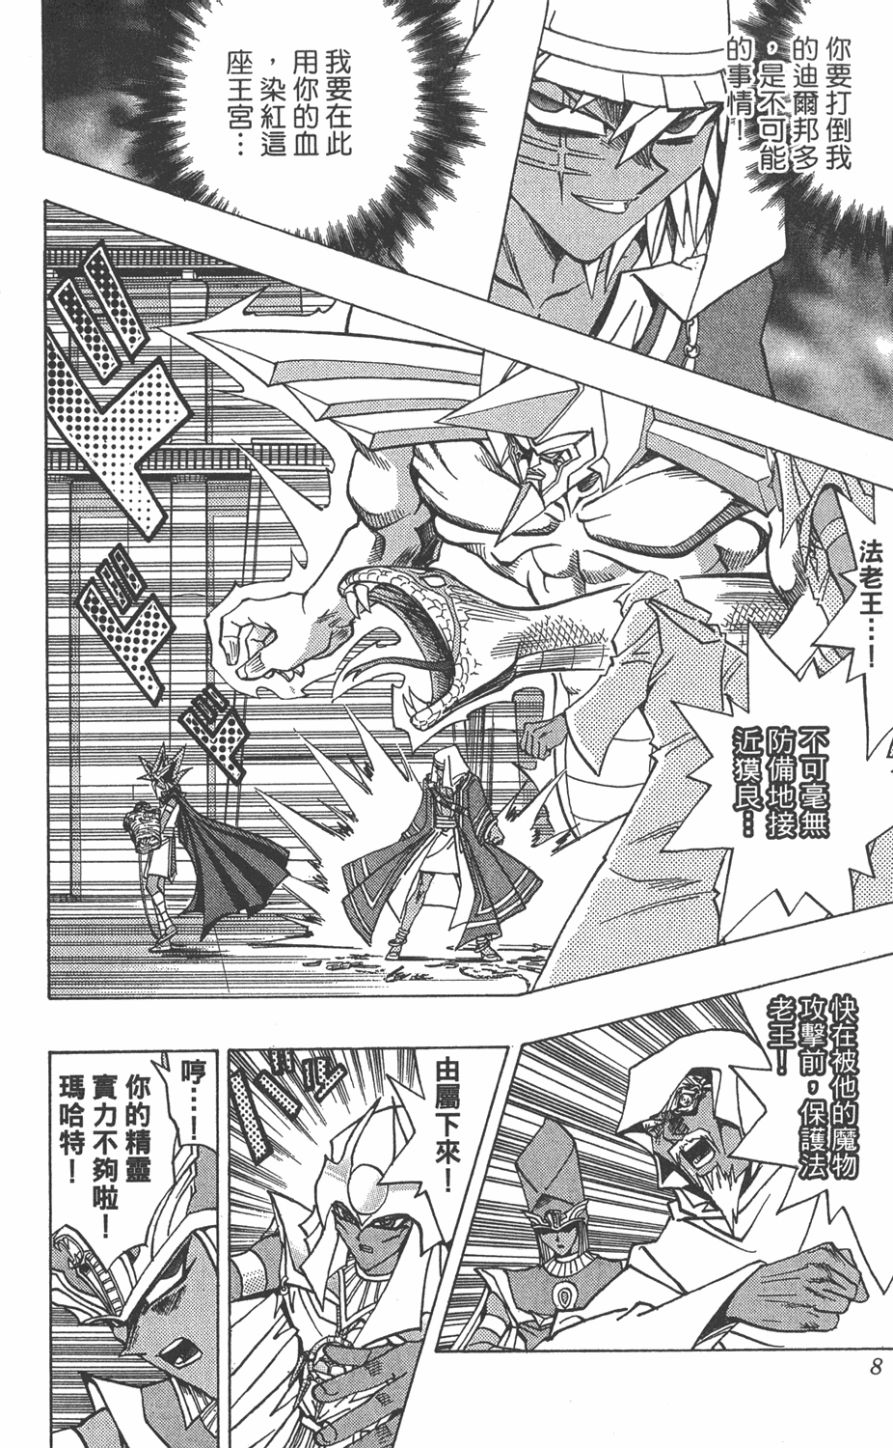 你要打倒我
的迪爾邦多
，是不可能
的事情！
我要在此
用你的血
，染紅這
座王宮…
法老王…！
不可毫無
防備地接
近獏良…
快在被他的魔物
攻擊前，保護法
老王！
由屬下來！
哼…！
你的精靈
實力不夠啦！
瑪哈特！
8